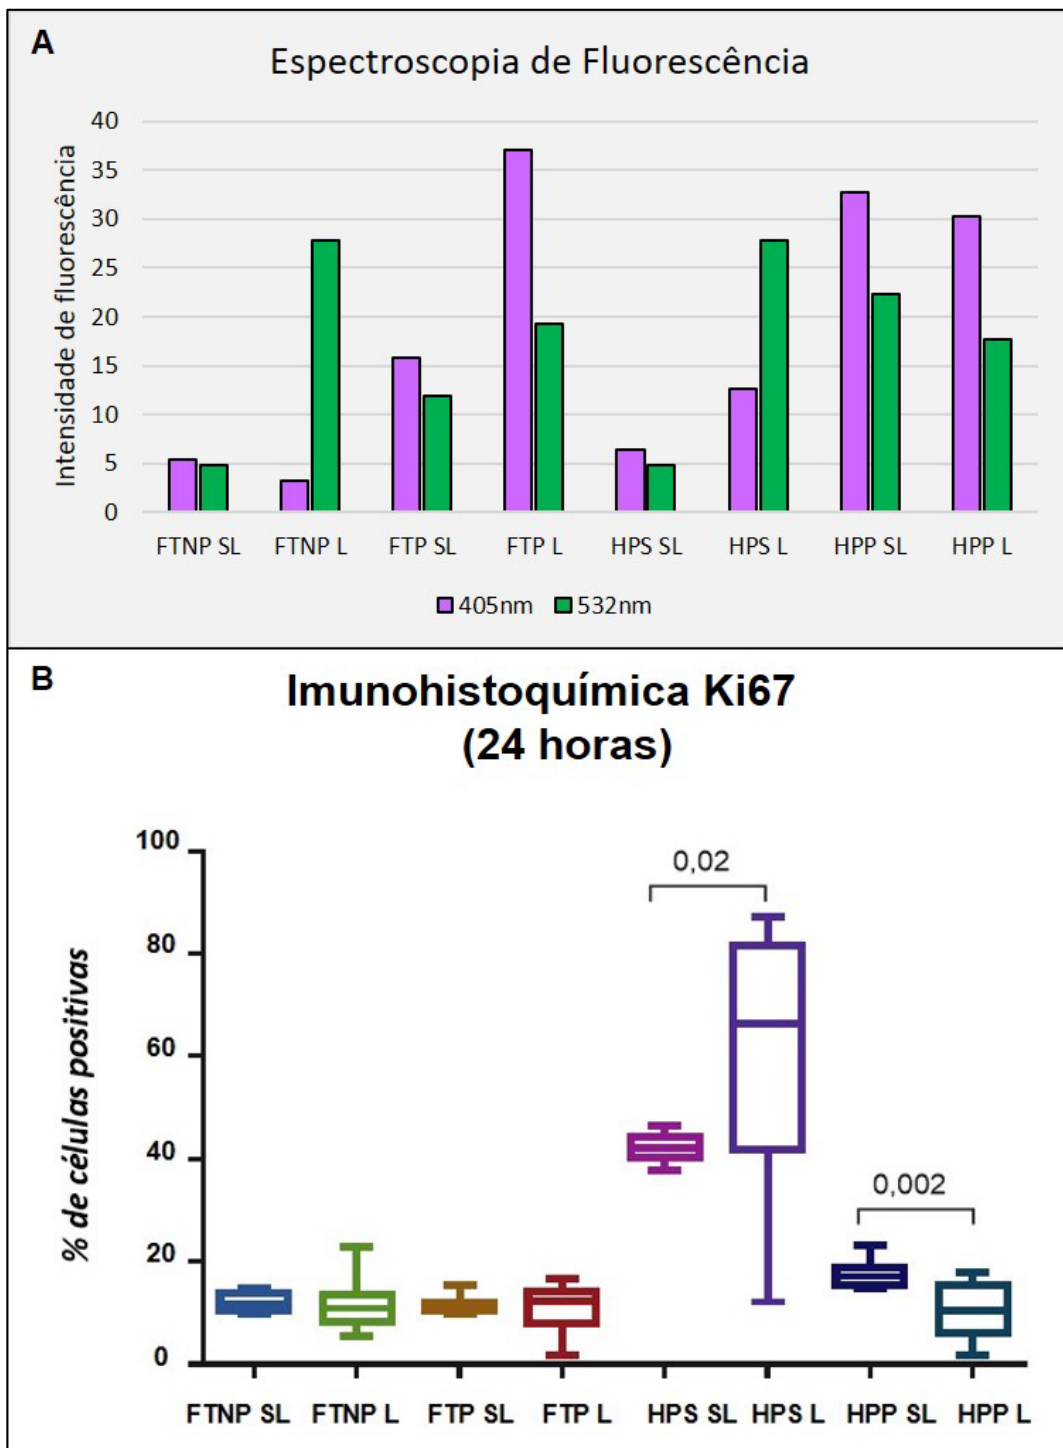 A
Espectroscopia de Fluorescência
Intensidade de fluorescência
40
35
30
25
20
15
10
5
0
FTNP SL FTNP L FTP SL FTP L HPS SL HPS L HPP SL HPP L
405nm 532nm
B
Imunohistoquímica Ki67
(24 horas)
% de células positivas
100
80
60
40
20
0
0,02
0,002
FTNP SL FTNP L FTP SL FTP L HPS SL HPS L HPP SL HPP L